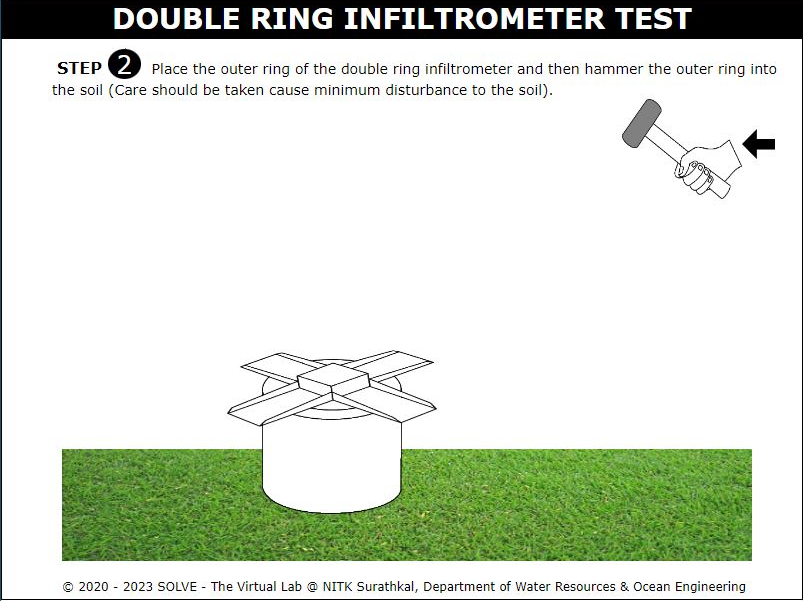 DOUBLE RING INFILTROMETER TEST
STEP 2 Place the outer ring of the double ring infiltrometer and then hammer the outer ring into
the soil (Care should be taken cause minimum disturbance to the soil).
© 2020 - 2023 SOLVE - The Virtual Lab @ NITK Surathkal, Department of Water Resources & Ocean Engineering